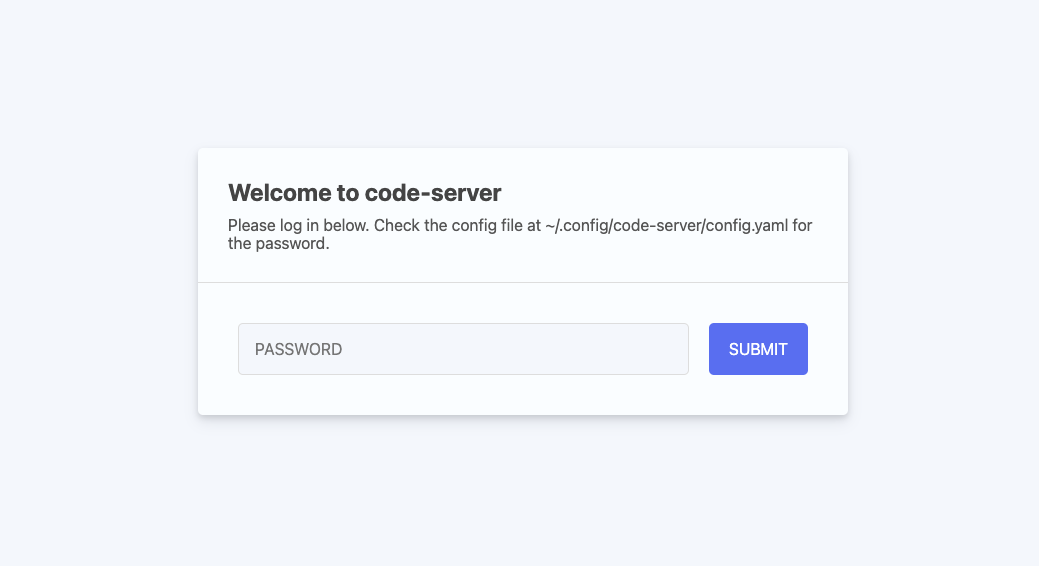 Welcome to code-server
Please log in below. Check the config file at ~/.config/code-server/config.yaml for
the password.
PASSWORD
SUBMIT